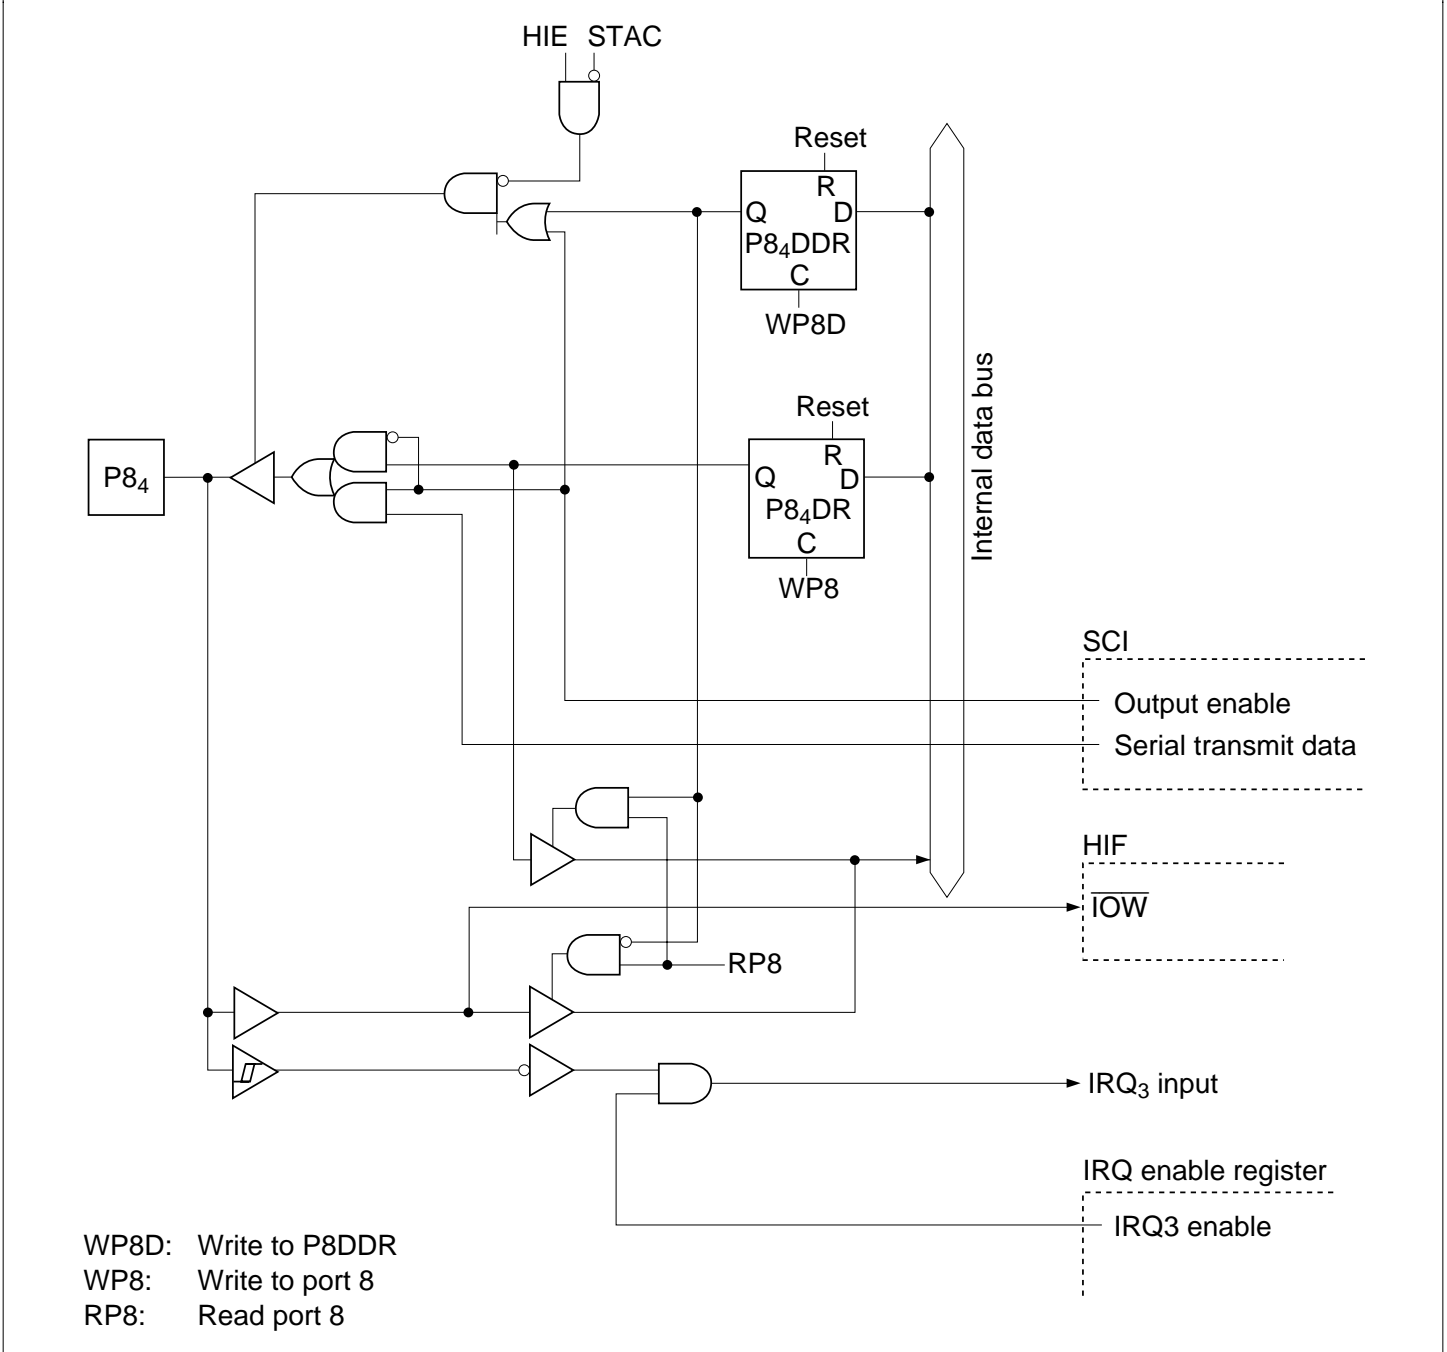 HIE STAC
Reset
R
Q D
P8₄DDR
C
WP8D
Internal data bus
Reset
R
Q D
P8₄DR
C
WP8
P8₄
SCI
Output enable
Serial transmit data
HIF
I̅O̅W̅
RP8
IRQ₃ input
IRQ enable register
IRQ3 enable
WP8D: Write to P8DDR
WP8: Write to port 8
RP8: Read port 8